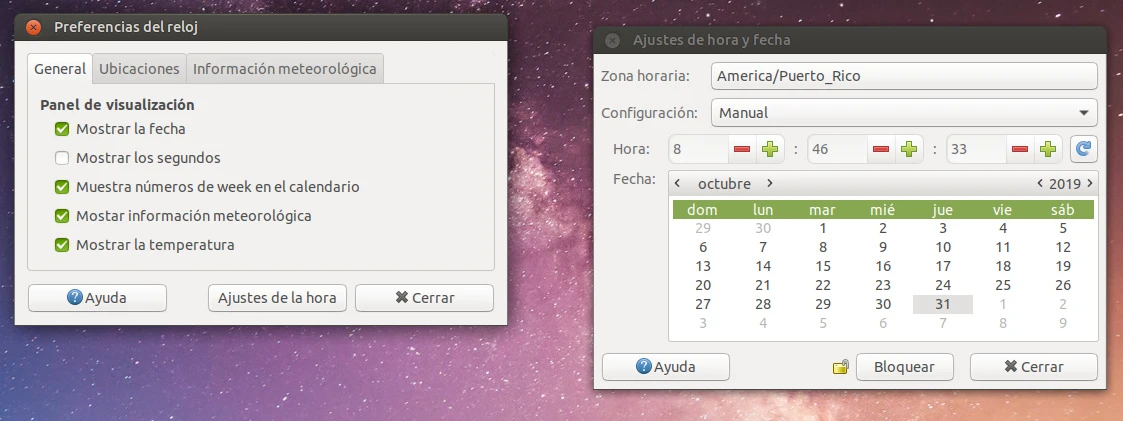 Preferencias del reloj
General Ubicaciones Información meteorológica
Panel de visualización
Mostrar la fecha
Mostrar los segundos
Muestra números de week en el calendario
Mostar información meteorológica
Mostrar la temperatura
Ayuda Ajustes de la hora Cerrar
Ajustes de hora y fecha
Zona horaria: America/Puerto_Rico
Configuración: Manual
Hora: 8 : 46 : 33
Fecha: < octubre > < 2019 >
dom lun mar mié jue vie sáb
29 30 1 2 3 4 5
6 7 8 9 10 11 12
13 14 15 16 17 18 19
20 21 22 23 24 25 26
27 28 29 30 31 1 2
3 4 5 6 7 8 9
Ayuda Bloquear Cerrar